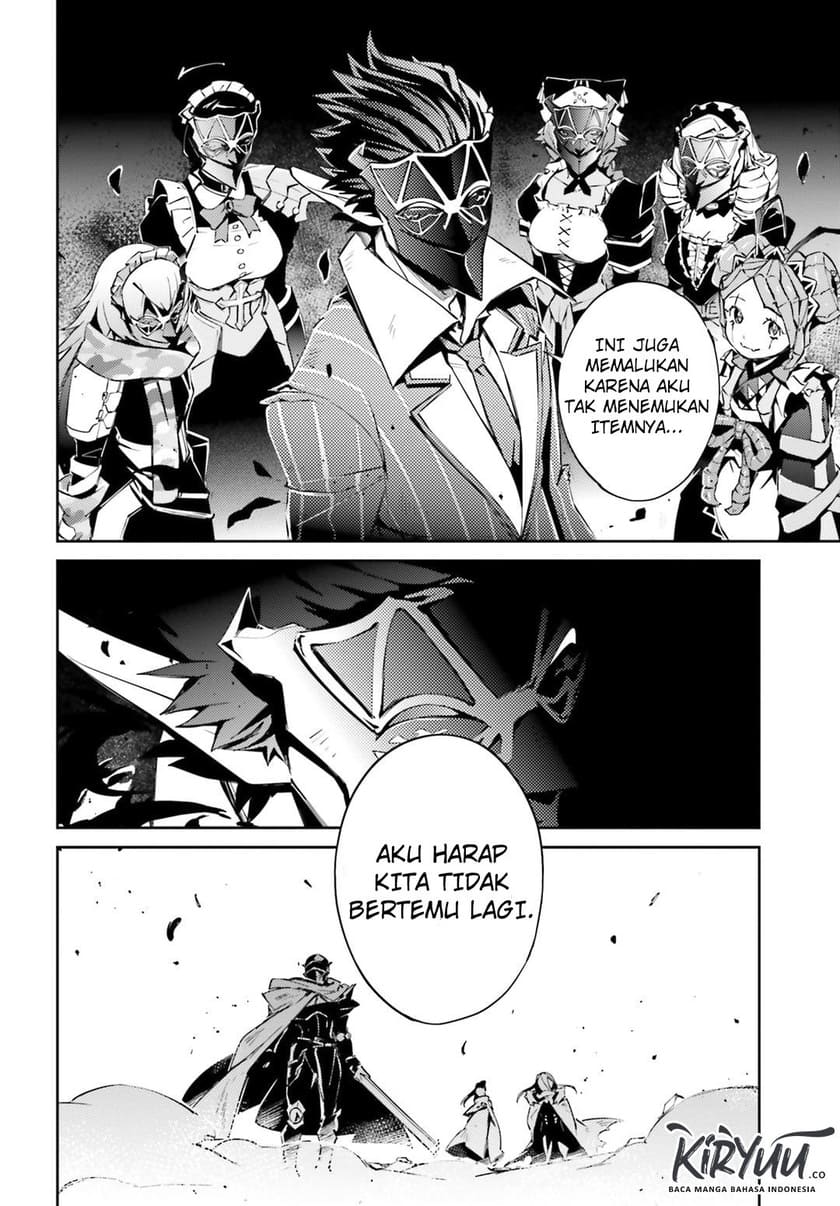 INI JUGA
MEMALUKAN
KARENA AKU
TAK MENEMUKAN
ITEMNYA...
AKU HARAP
KITA TIDAK
BERTEMU LAGI.
KIRYUU.CO
BACA MANGA BAHASA INDONESIA